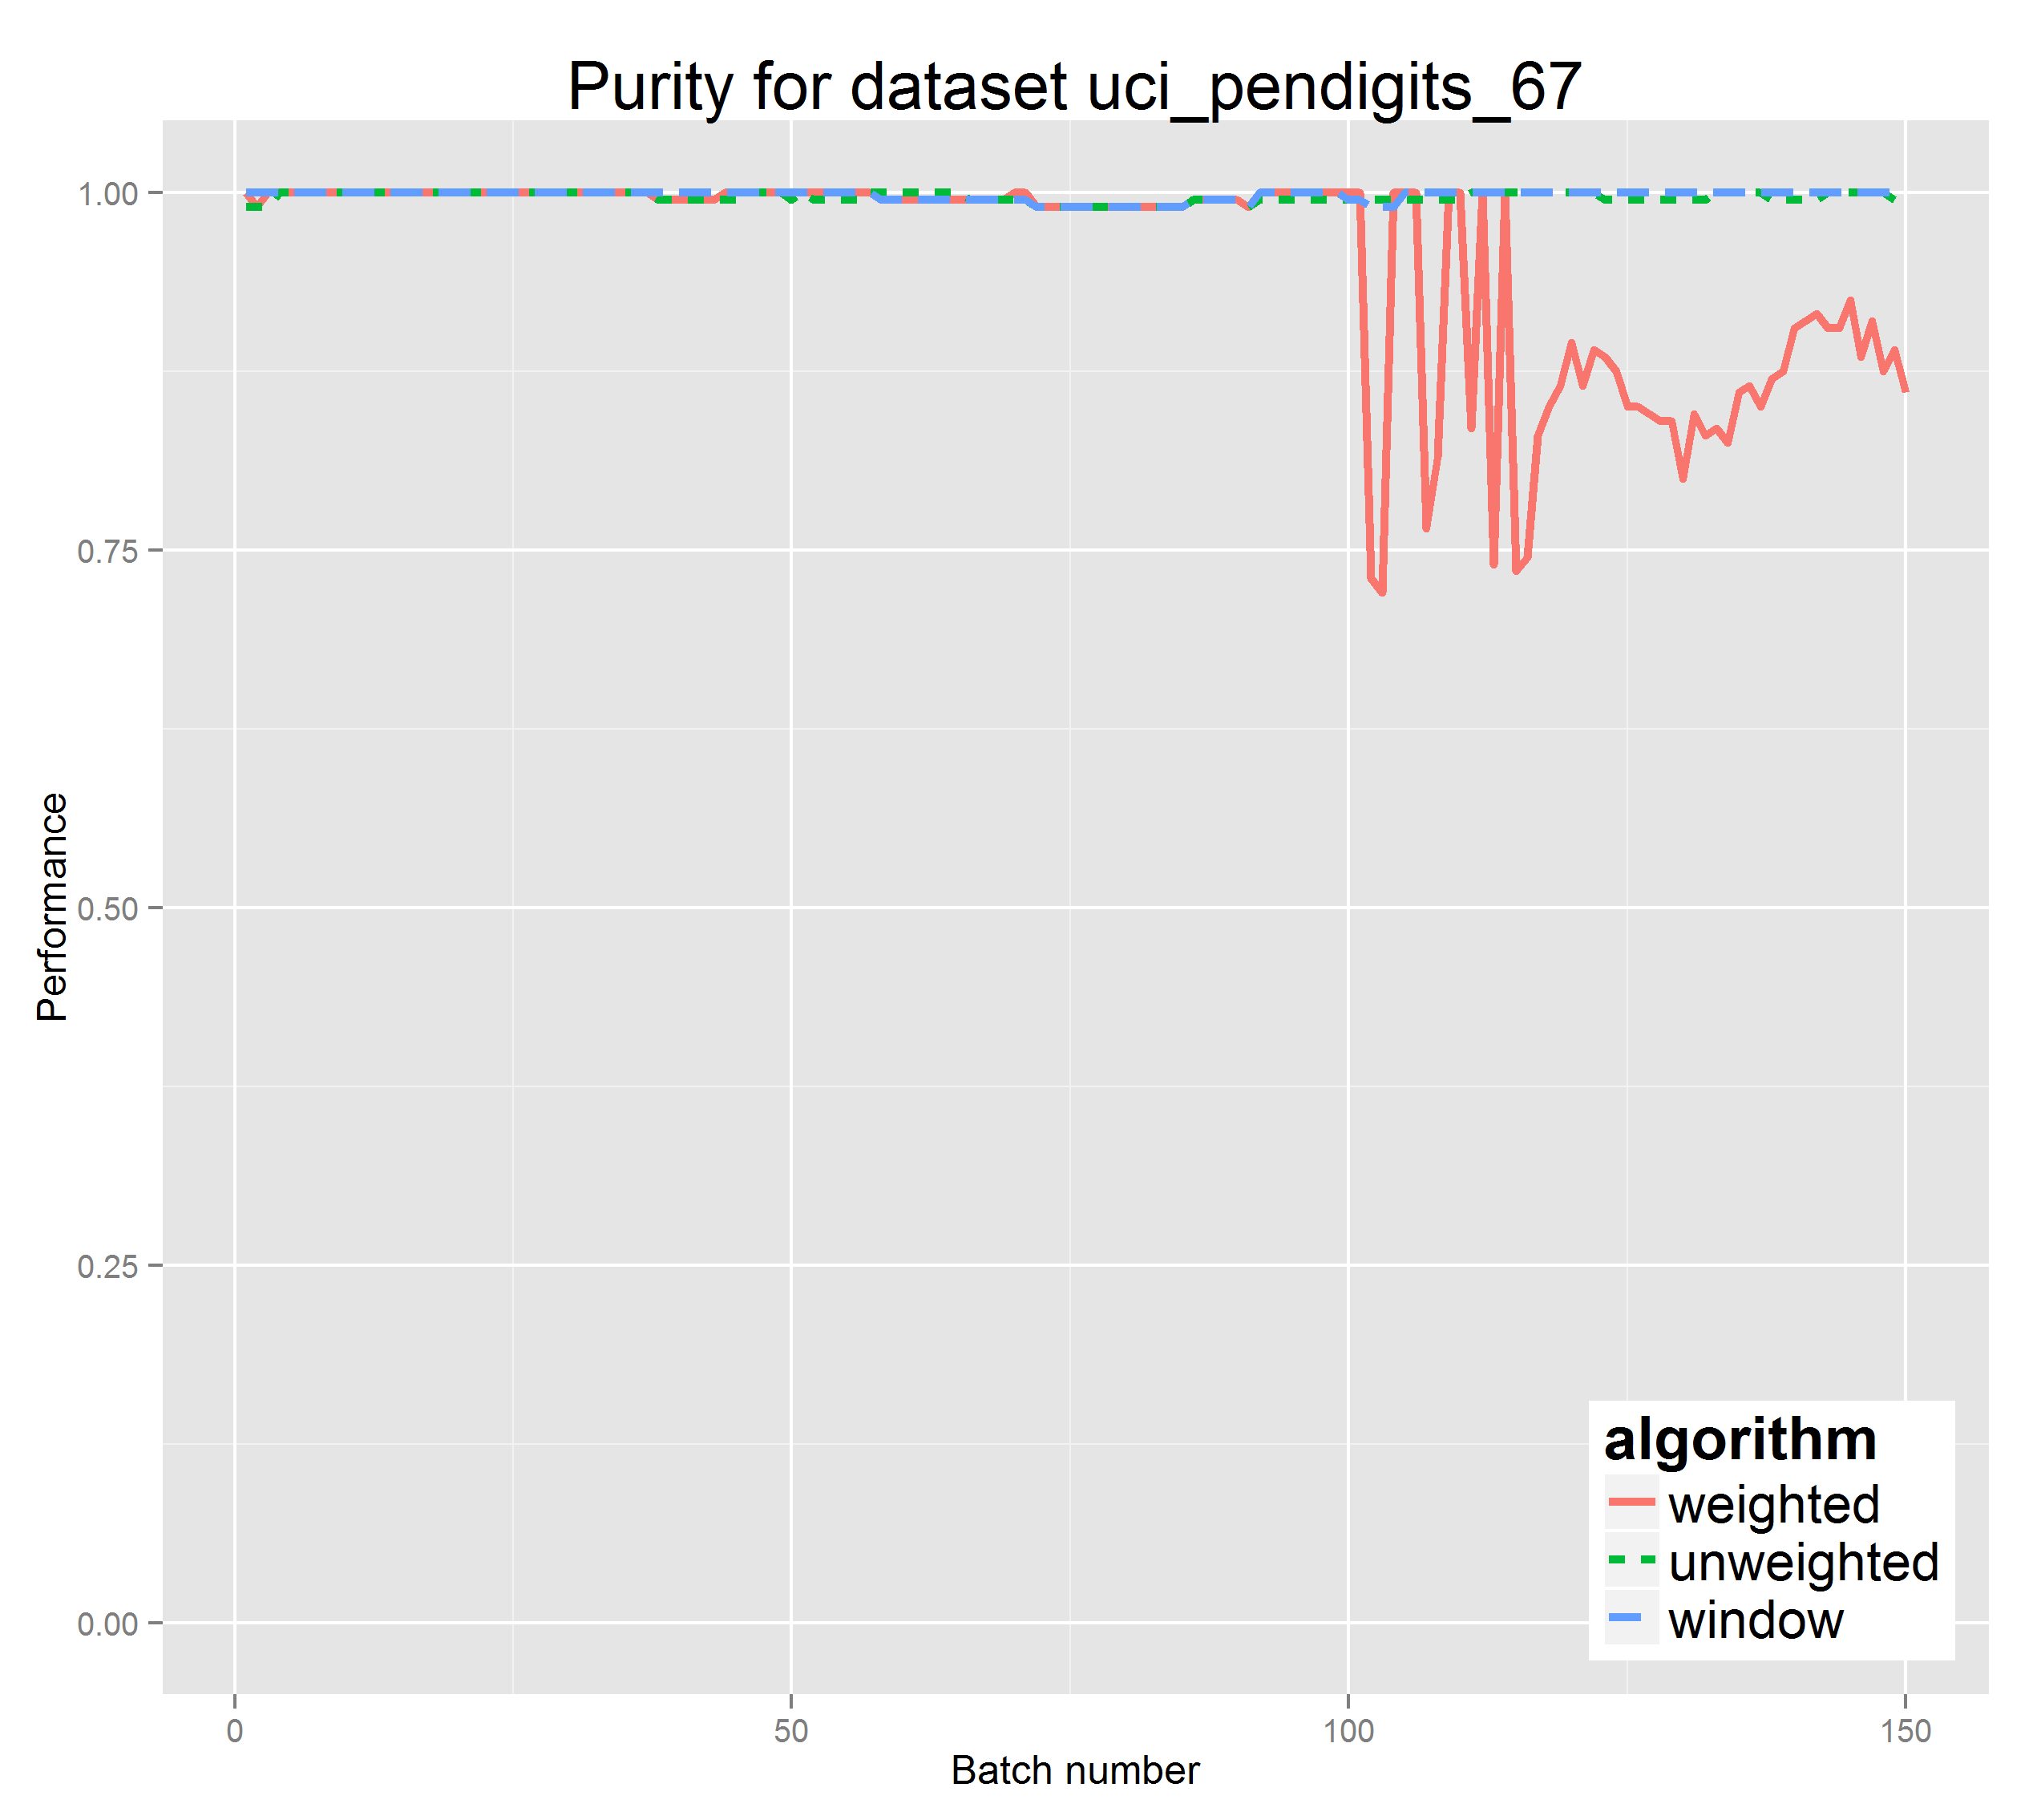 Purity for dataset uci_pendigits_67
1.00
0.75
0.50
0.25
0.00
Performance
0
50
100
150
Batch number
algorithm
weighted
unweighted
window